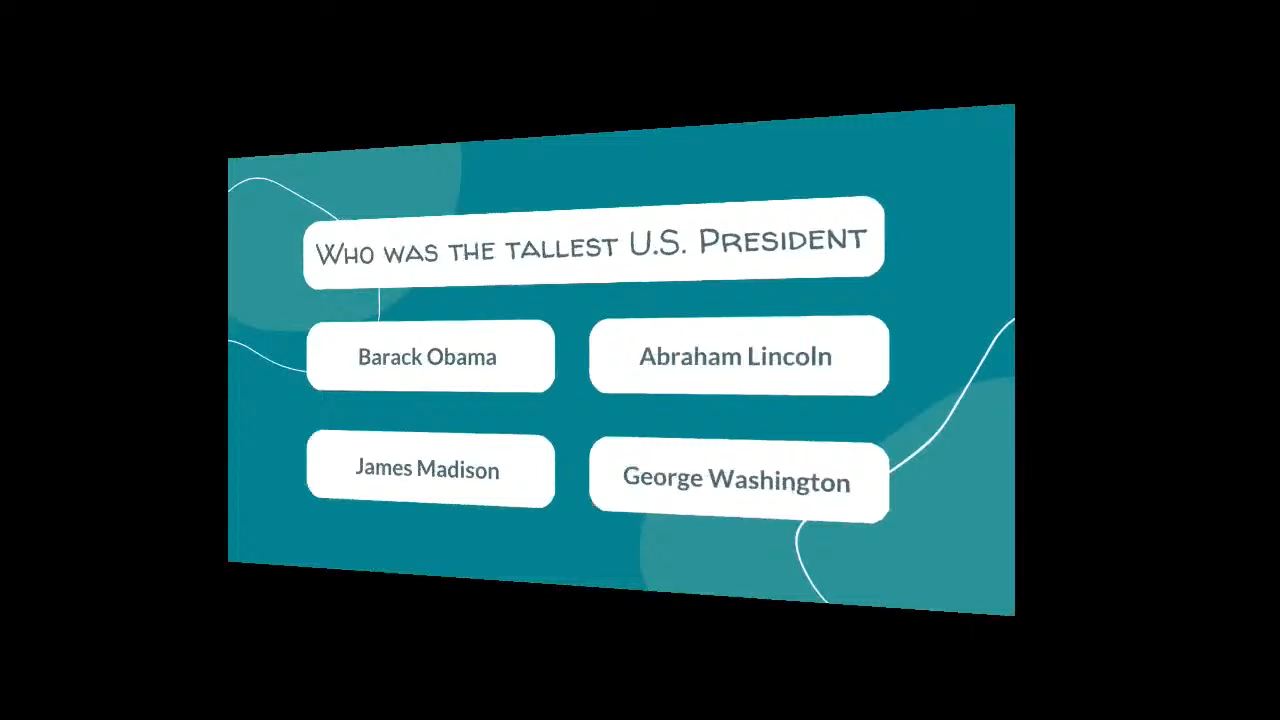 Who was the tallest U.S. President
Barack Obama
Abraham Lincoln
James Madison
George Washington